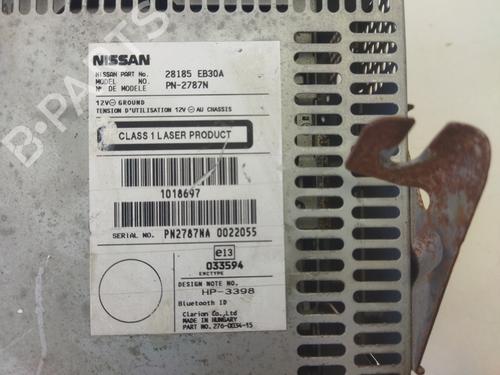 NISSAN
NISSAN PART No. 28185 EB30A
MODEL NO. PN-2787N
N° DE MODELE
12V⊖GROUND
TENSION D'UTILISATION 12V ⊖ AU CHASSIS
CLASS 1 LASER PRODUCT
1018697
SERIAL NO. PN2787NA 0022055
e13
033594
EMCTYPE
DESIGN NOTE NO.
HP-3398
Bluetooth ID
Clarion Co.,Ltd
MADE IN HUNGARY
PART NO. 276-0034-15
B-PARTS